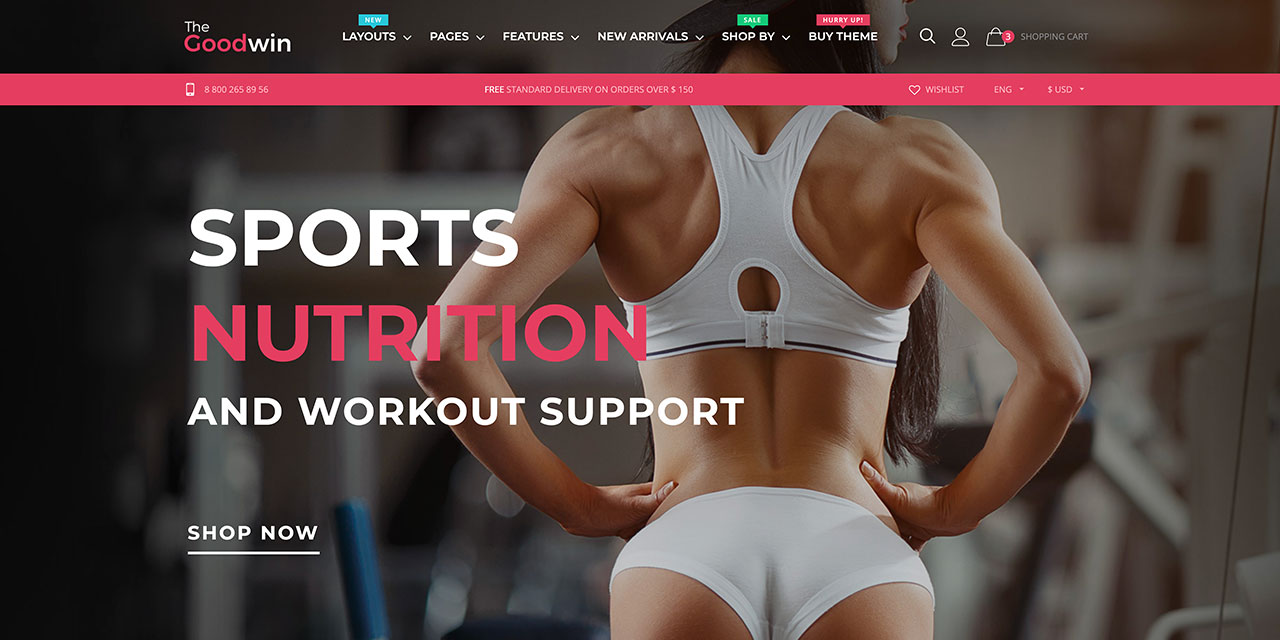 The
Goodwin
NEW
LAYOUTS
PAGES
FEATURES
NEW ARRIVALS
SALE
SHOP BY
HURRY UP!
BUY THEME
3
SHOPPING CART
8 800 265 89 56
FREE STANDARD DELIVERY ON ORDERS OVER $ 150
WISHLIST
ENG
$ USD
SPORTS
NUTRITION
AND WORKOUT SUPPORT
SHOP NOW